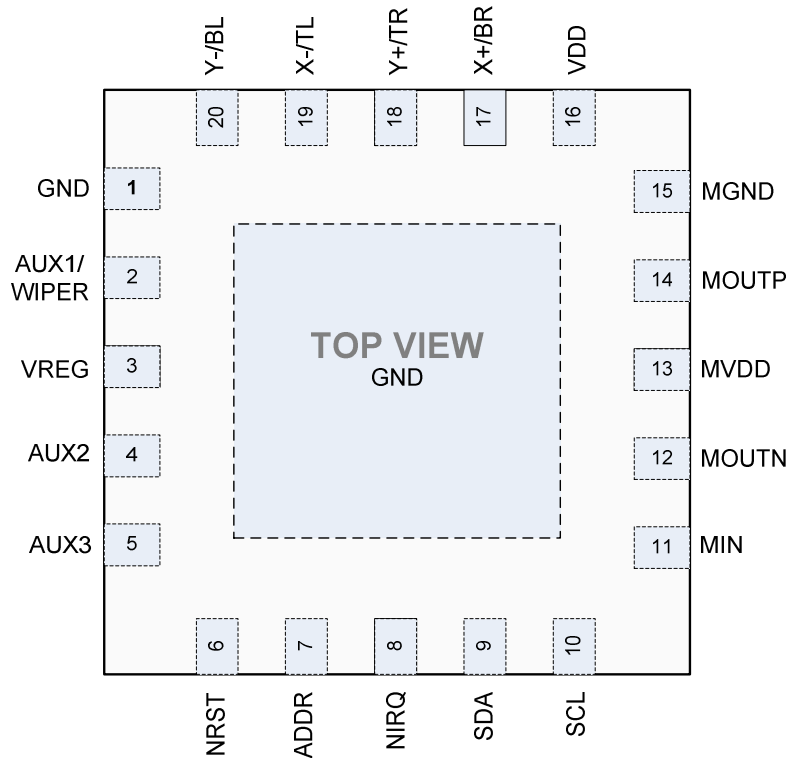 Y-/BL
X-/TL
Y+/TR
X+/BR
VDD
20
19
18
17
16
GND
1
15
MGND
AUX1/
WIPER
2
14
MOUTP
VREG
3
TOP VIEW
GND
13
MVDD
AUX2
4
12
MOUTN
AUX3
5
11
MIN
6
7
8
9
10
NRST
ADDR
NIRQ
SDA
SCL